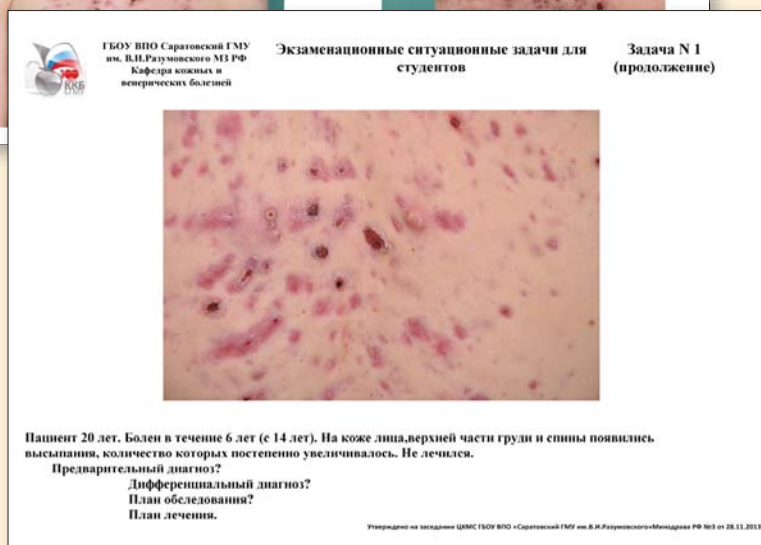 ГБОУ ВПО Саратовский ГМУ
им. В.И.Разумовского МЗ РФ
Кафедра кожных и
венерических болезней
Экзаменационные ситуационные задачи для
студентов
Задача N 1
(продолжение)
100
ККБ
Пациент 20 лет. Болен в течение 6 лет (с 14 лет). На коже лица,верхней части груди и спины появились
высыпания, количество которых постепенно увеличивалось. Не лечился.
Предварительный диагноз?
Дифференциальный диагноз?
План обследования?
План лечения.
Утверждено на заседании ЦКМС ГБОУ ВПО «Саратовский ГМУ им.В.И.Разумовского»Минздрава РФ №3 от 28.11.2013